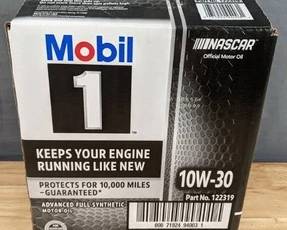 Mobil
1
™
NASCAR
Official Motor Oil
KEEPS YOUR ENGINE
RUNNING LIKE NEW
PROTECTS FOR 10,000 MILES
–GUARANTEED*
ADVANCED FULL SYNTHETIC
MOTOR OIL
10W-30
Part No. 122319